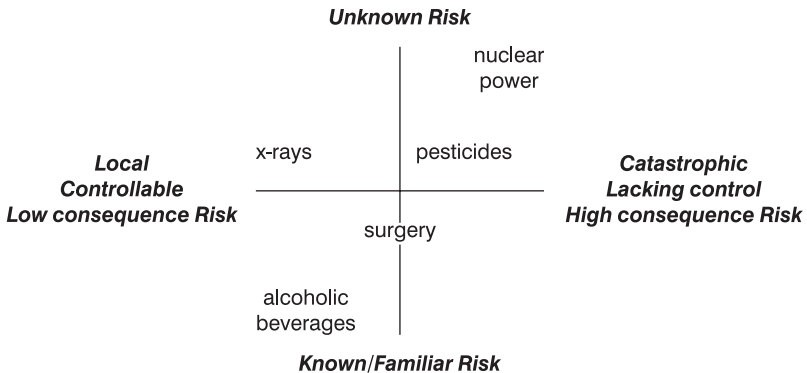 Unknown Risk
nuclear
power
x-rays
pesticides
Local
Controllable
Low consequence Risk
Catastrophic
Lacking control
High consequence Risk
surgery
alcoholic
beverages
Known/Familiar Risk